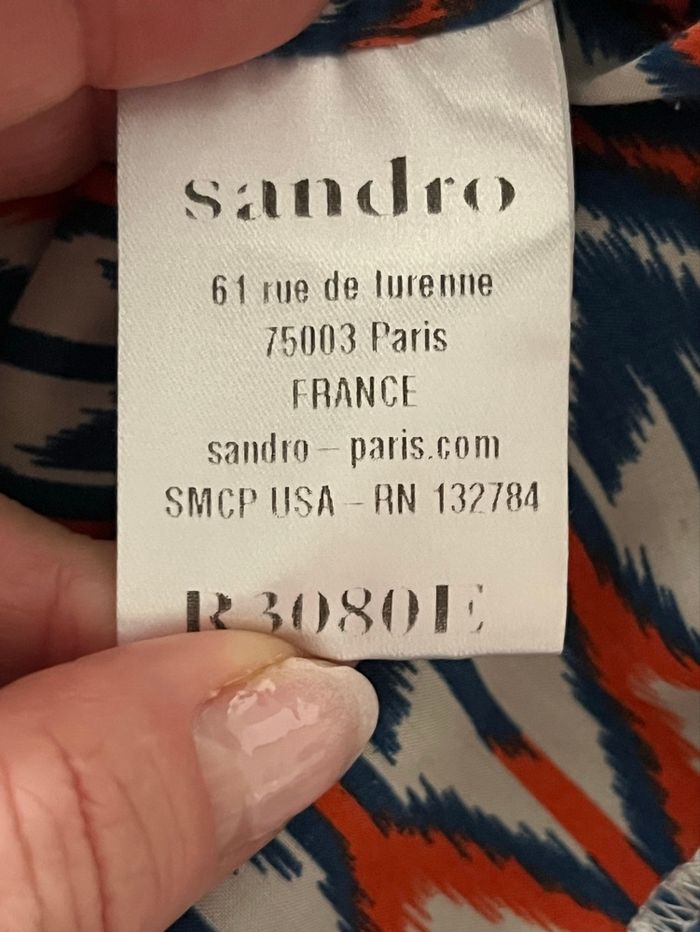 sandro
61 rue de turenne
75003 Paris
FRANCE
sandro - paris.com
SMCP USA - RN 132784
R3080E